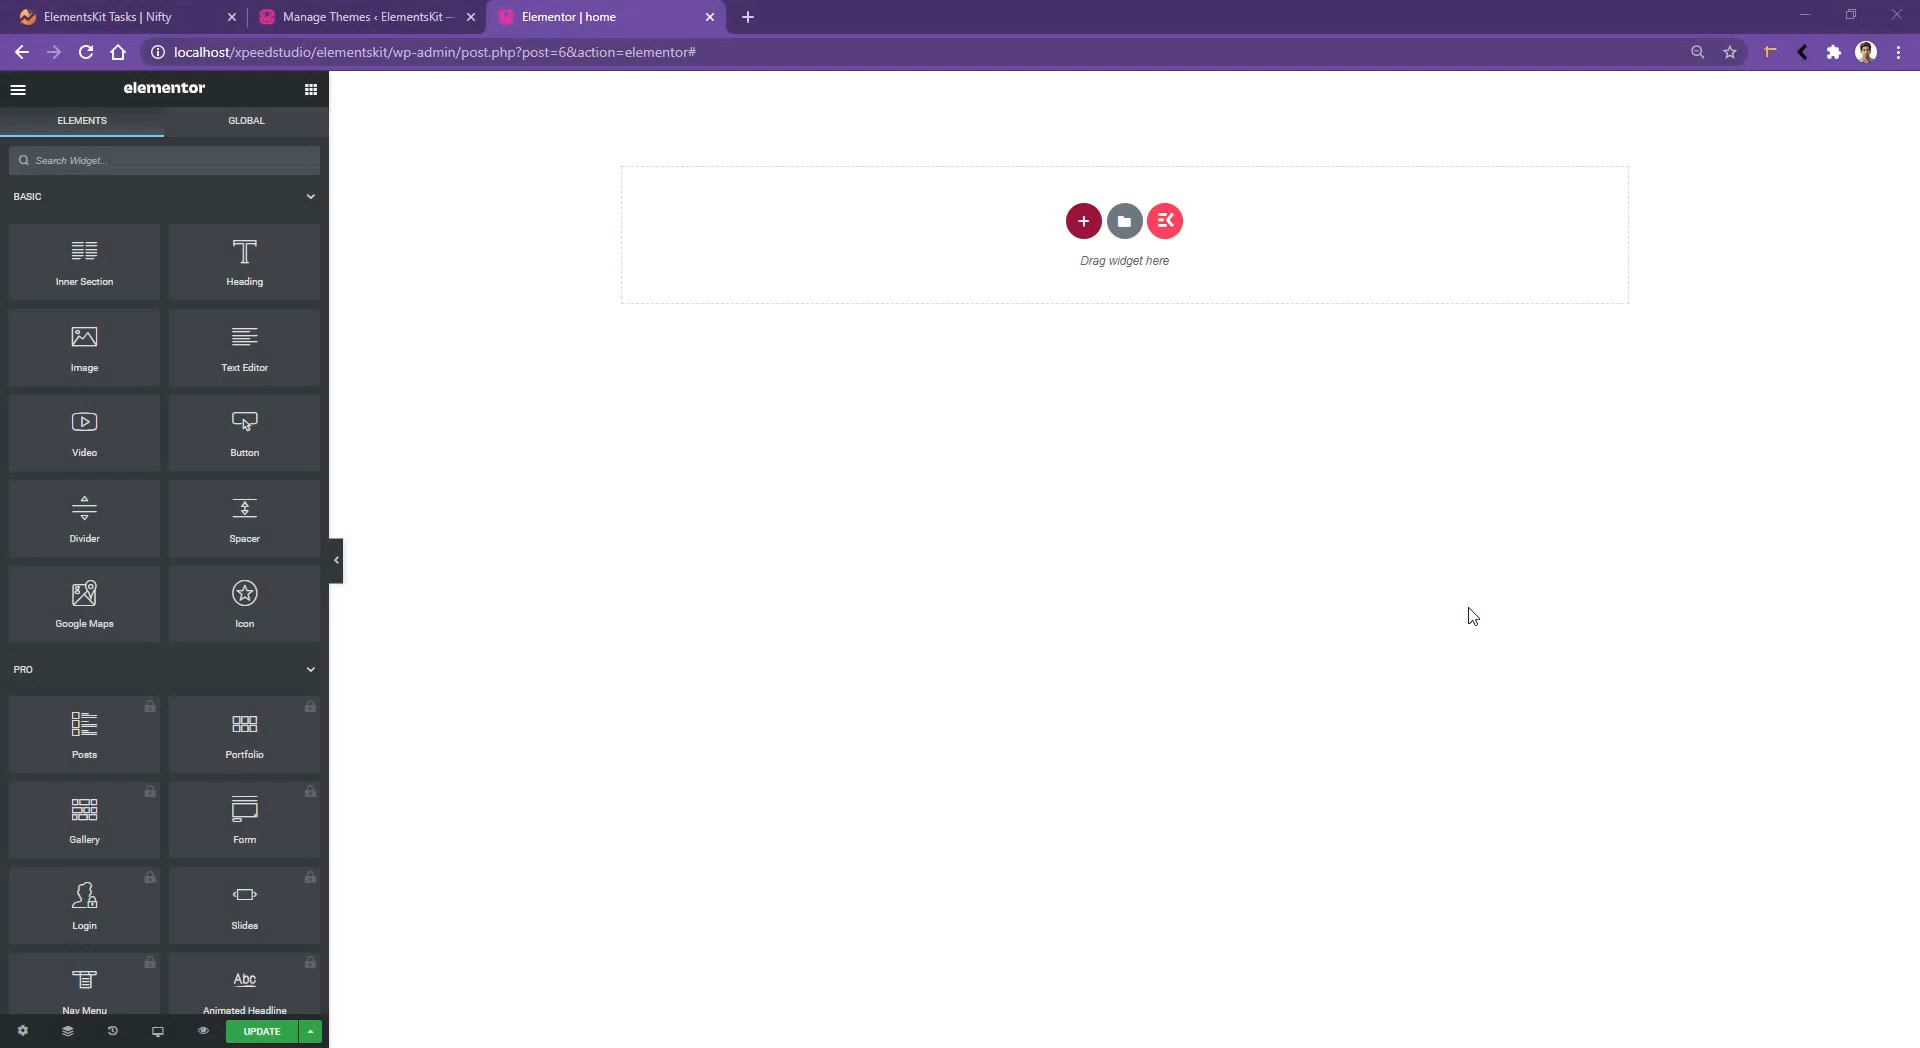 ElementsKit Tasks | Nifty
Manage Themes ‹ ElementsKit —
Elementor | home
localhost/xpeedstudio/elementskit/wp-admin/post.php?post=6&action=elementor#
elementor
ELEMENTS
GLOBAL
Search Widget...
BASIC
Inner Section
Heading
Image
Text Editor
Video
Button
Divider
Spacer
Google Maps
Icon
PRO
Posts
Portfolio
Gallery
Form
Login
Slides
Abc
Nav Menu
Animated Headline
UPDATE
Drag widget here